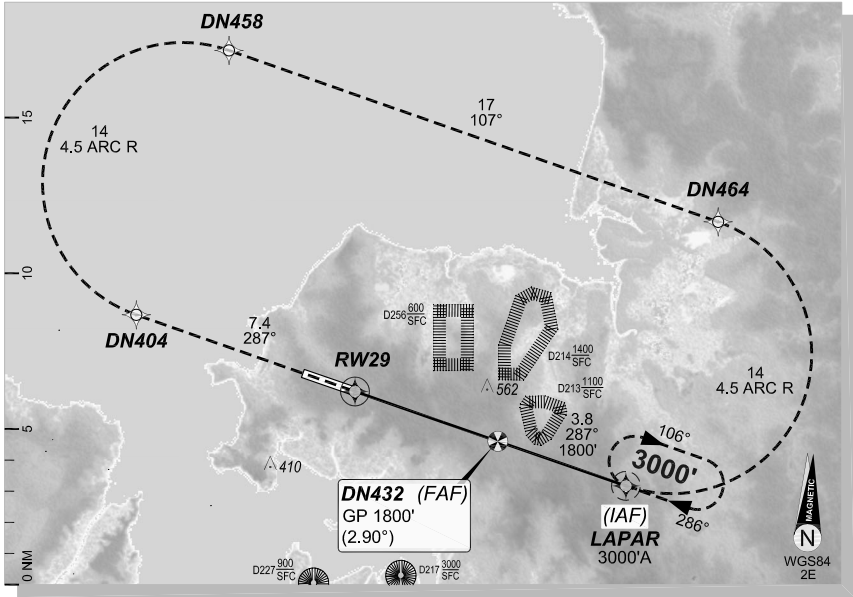 DN458
15
14
4.5 ARC R
17
107°
DN464
10
DN404
7.4
287°
RW29
D256 600
SFC
D214 1400
SFC
562
D213 1100
SFC
3.8
287°
1800'
14
4.5 ARC R
5
410
106°
3000'
286°
DN432 (FAF)
GP 1800'
(2.90°)
(IAF)
LAPAR
3000'A
MAGNETIC
N
WGS84
2E
D227 900
SFC
D217 3000
SFC
0 NM